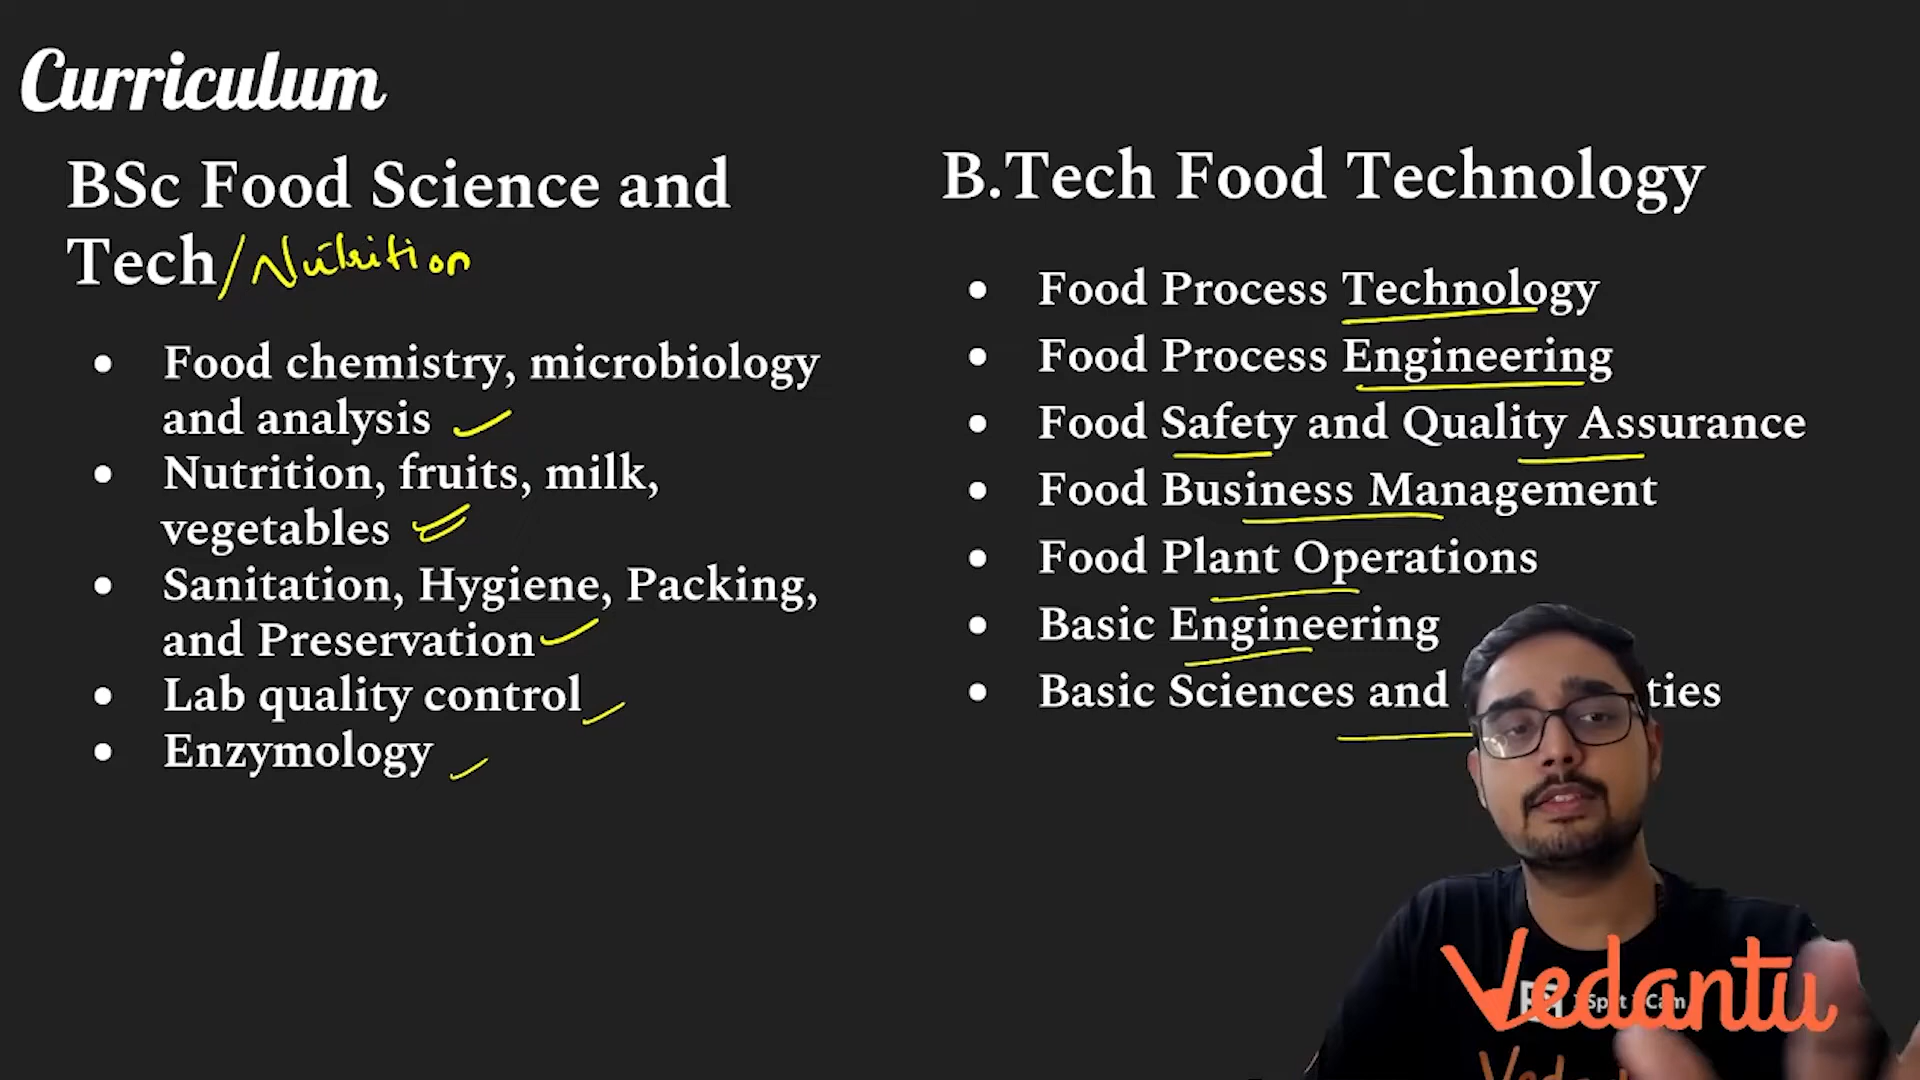 Curriculum
BSc Food Science and
Tech/Nutrition
Food chemistry, microbiology
and analysis
Nutrition, fruits, milk,
vegetables
Sanitation, Hygiene, Packing,
and Preservation
Lab quality control
Enzymology
B.Tech Food Technology
Food Process Technology
Food Process Engineering
Food Safety and Quality Assurance
Food Business Management
Food Plant Operations
Basic Engineering
Basic Sciences and ties
Vedantu